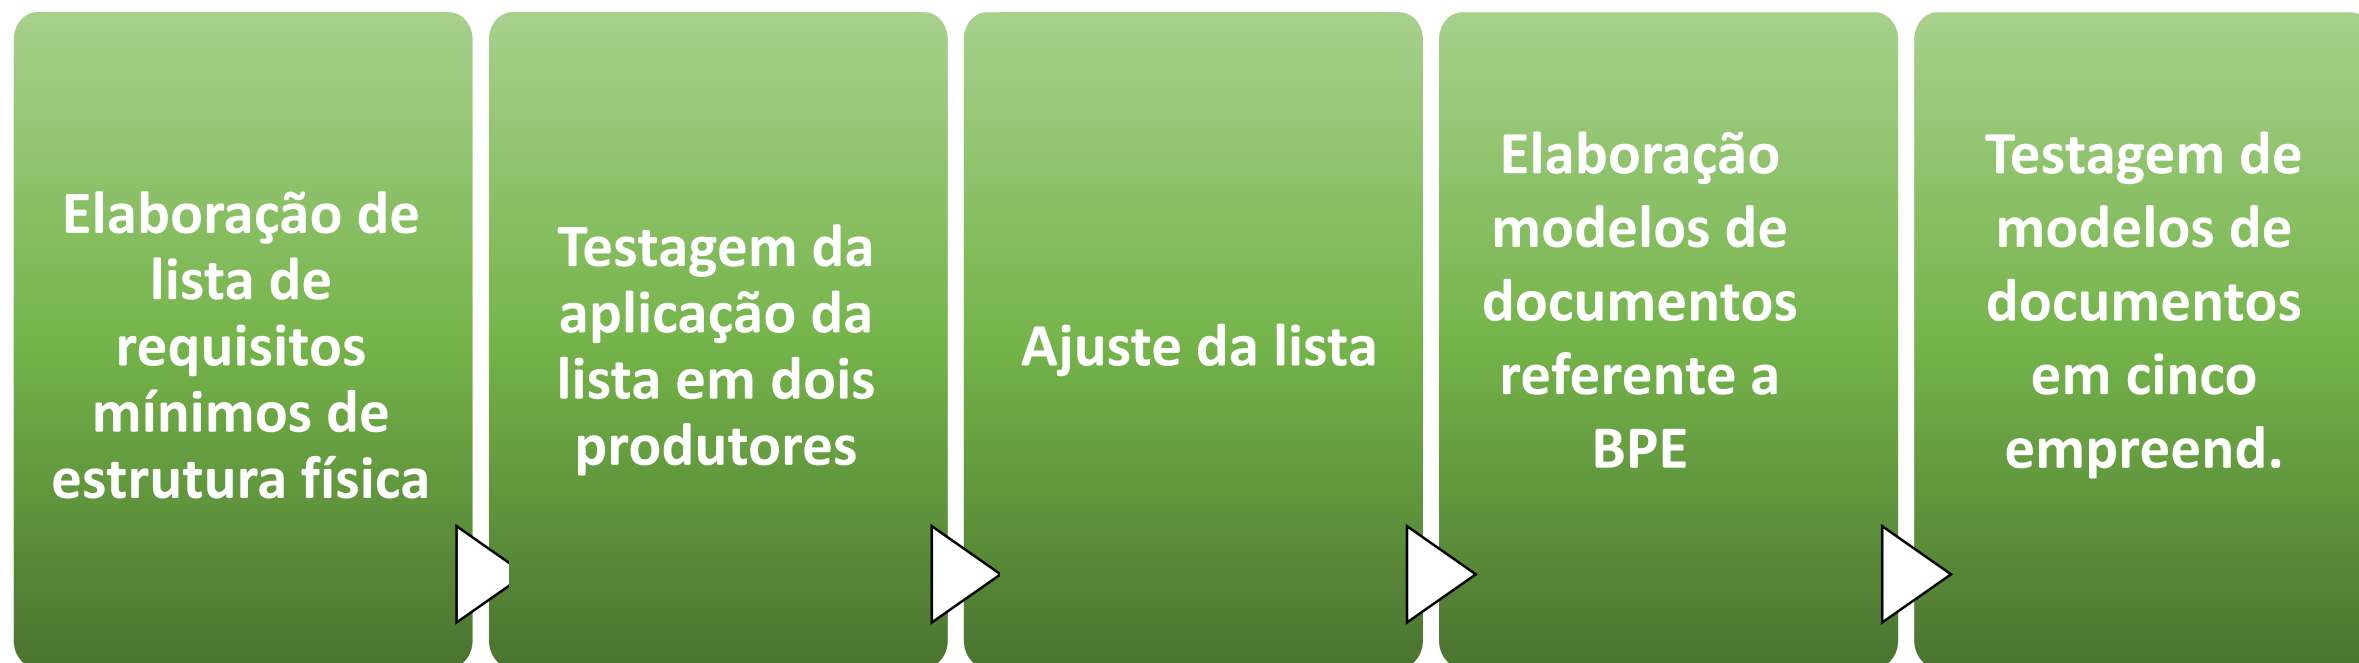 Elaboração de
lista de
requisitos
mínimos de
estrutura física
Testagem da
aplicação da
lista em dois
produtores
Ajuste da lista
Elaboração
modelos de
documentos
referente a
BPE
Testagem de
modelos de
documentos
em cinco
empreend.